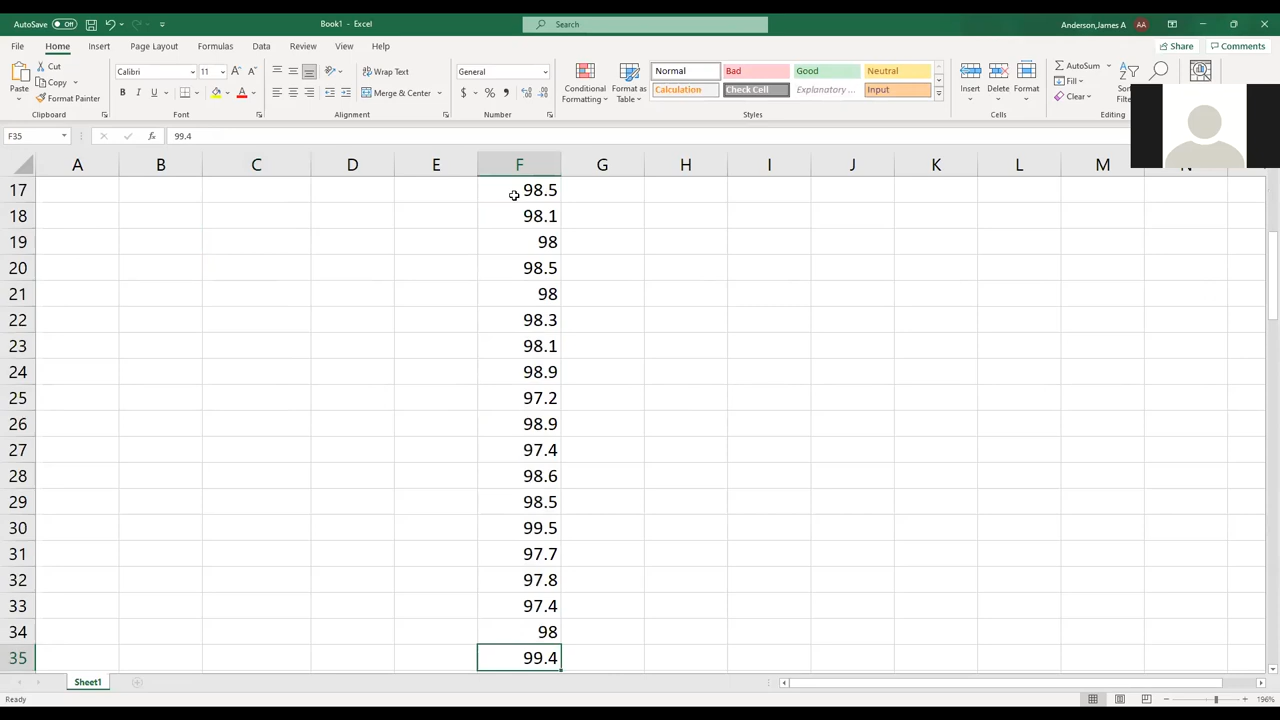 AutoSave Off Book1 - Excel Search Anderson,James A AA
File Home Insert Page Layout Formulas Data Review View Help Share Comments
Paste Cut Copy Format Painter Clipboard
Calibri 11 A A B I U A Font
Wrap Text Merge & Center Alignment
General $ % , Number
Conditional Formatting Format as Table
Normal Bad Good Neutral
Calculation Check Cell Explanatory ... Input
Styles
Insert Delete Format Cells
AutoSum Fill Clear Editing
F35 fx 99.4
A B C D E F G H I J K L M
17 98.5
18 98.1
19 98
20 98.5
21 98
22 98.3
23 98.1
24 98.9
25 97.2
26 98.9
27 97.4
28 98.6
29 98.5
30 99.5
31 97.7
32 97.8
33 97.4
34 98
35 99.4
Sheet1
Ready 196%